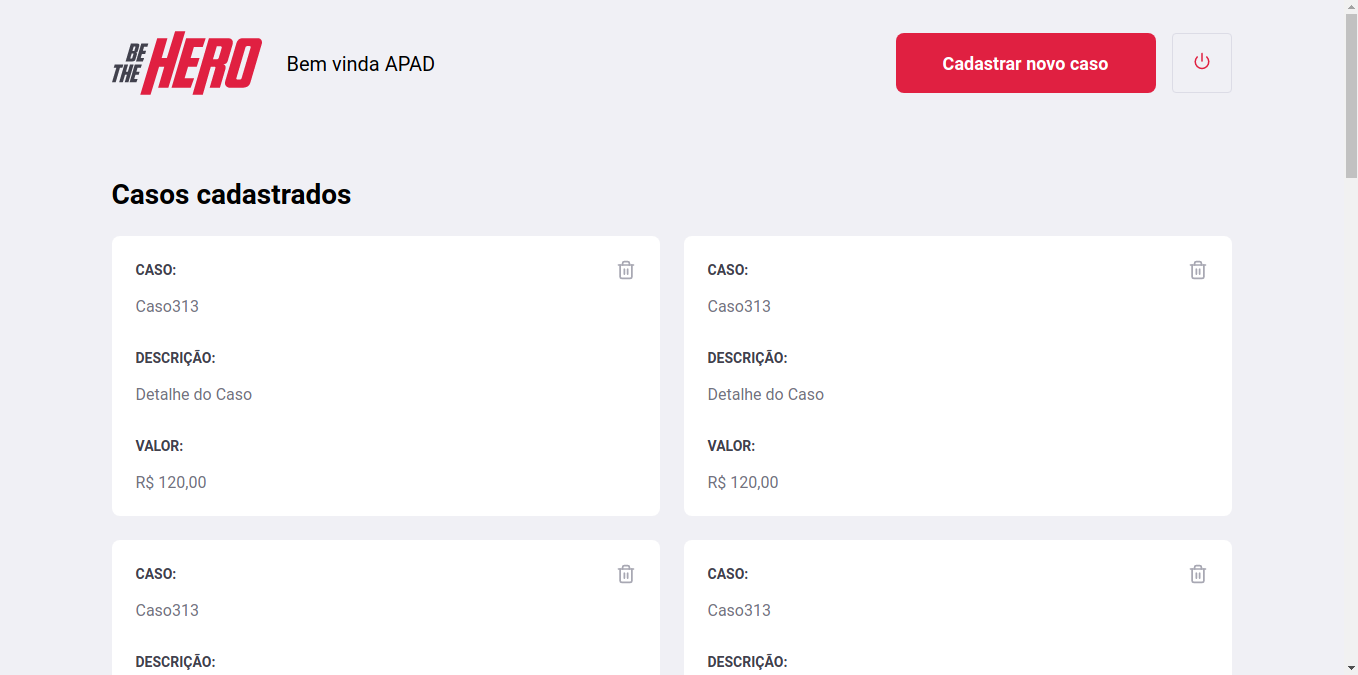 BE
THE HERO
Bem vinda APAD
Cadastrar novo caso
Casos cadastrados
CASO:
Caso313
DESCRIÇÃO:
Detalhe do Caso
VALOR:
R$ 120,00
CASO:
Caso313
DESCRIÇÃO:
Detalhe do Caso
VALOR:
R$ 120,00
CASO:
Caso313
DESCRIÇÃO:
CASO:
Caso313
DESCRIÇÃO: